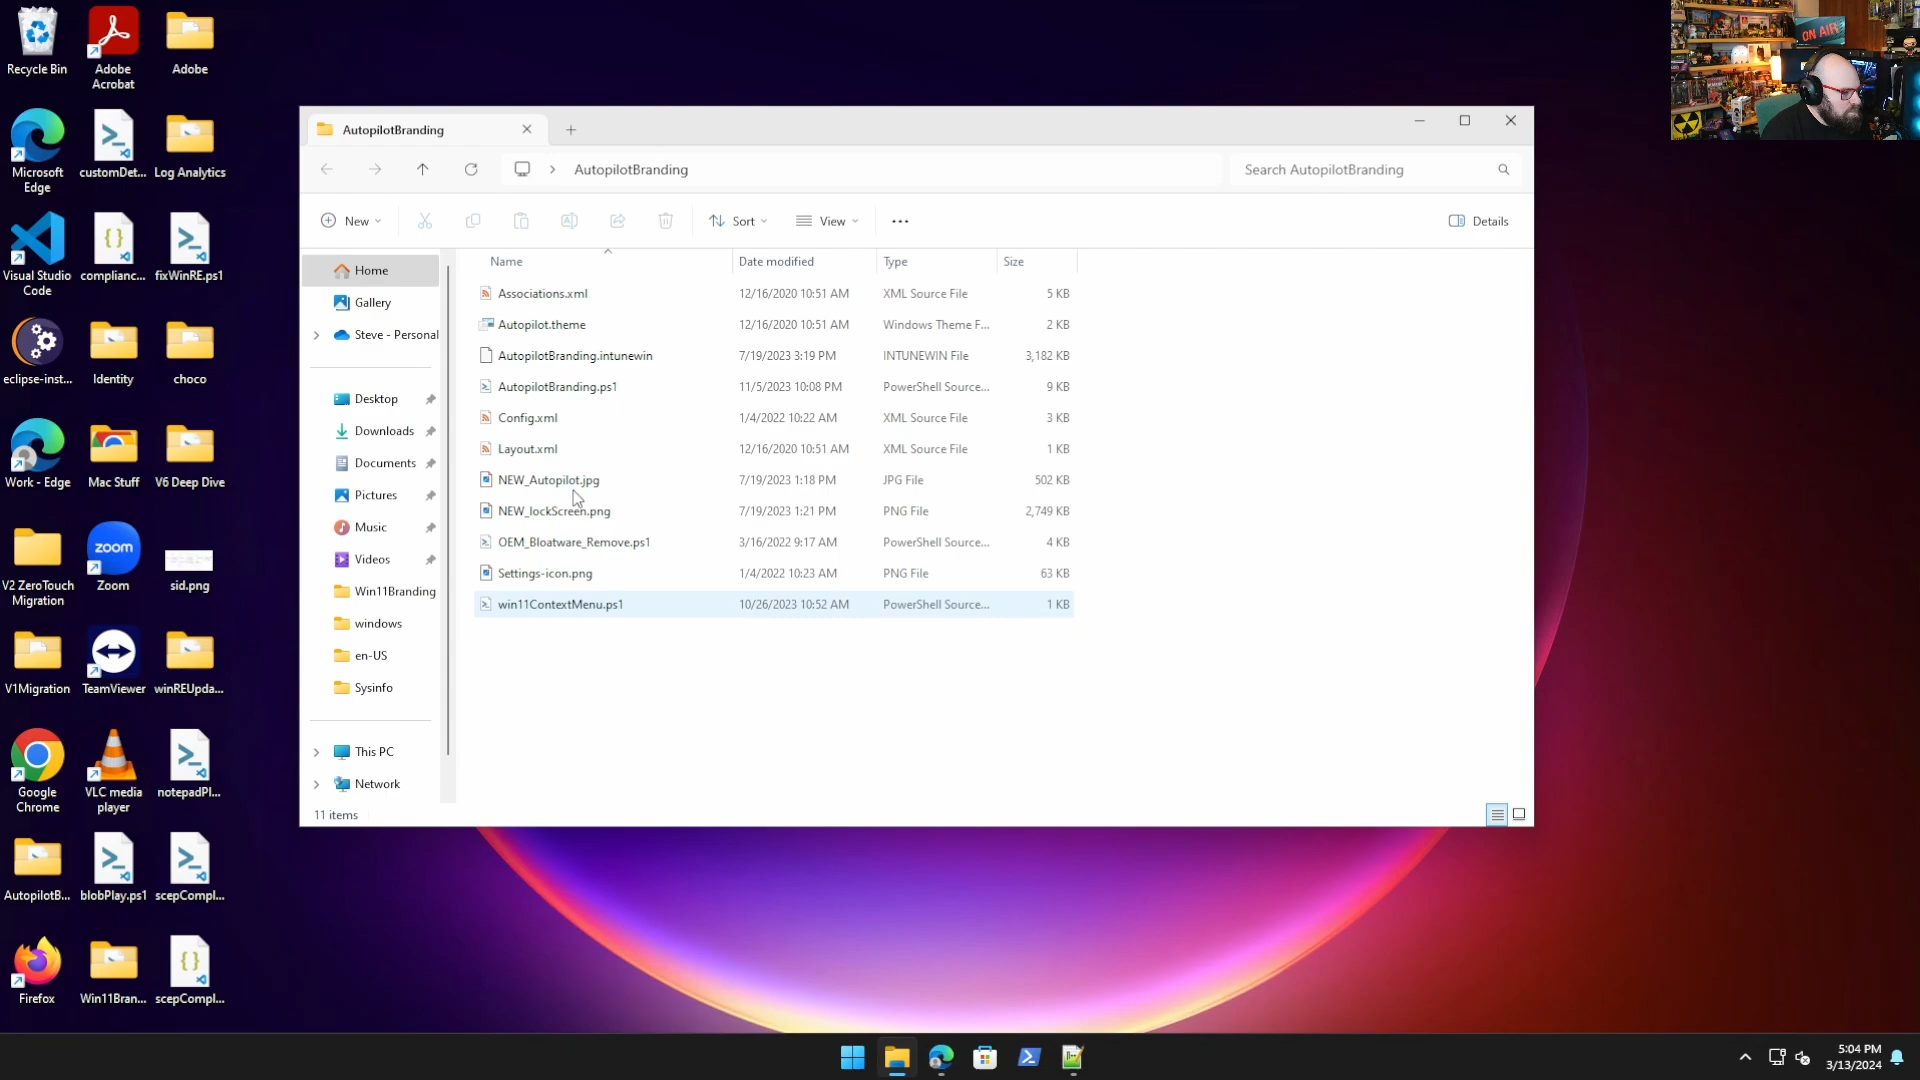 Recycle Bin
Adobe
Acrobat
Adobe
Microsoft
Edge
customDet...
Log Analytics
Visual Studio
Code
complianc...
fixWinRE.ps1
eclipse-inst...
Identity
choco
Work - Edge
Mac Stuff
V6 Deep Dive
V2 ZeroTouch
Migration
zoom
Zoom
sid.png
V1Migration
TeamViewer
winREUpda...
Google
Chrome
VLC media
player
notepadPl...
AutopilotB...
blobPlay.ps1
scepCompl...
Firefox
Win11Bran...
scepCompl...
ON AIR
AutopilotBranding
AutopilotBranding
Search AutopilotBranding
New
Sort
View
Details
Home
Gallery
Steve - Personal
Desktop
Downloads
Documents
Pictures
Music
Videos
Win11Branding
windows
en-US
Sysinfo
This PC
Network
Name Date modified Type Size
Associations.xml 12/16/2020 10:51 AM XML Source File 5 KB
Autopilot.theme 12/16/2020 10:51 AM Windows Theme F... 2 KB
AutopilotBranding.intunewin 7/19/2023 3:19 PM INTUNEWIN File 3,182 KB
AutopilotBranding.ps1 11/5/2023 10:08 PM PowerShell Source... 9 KB
Config.xml 1/4/2022 10:22 AM XML Source File 3 KB
Layout.xml 12/16/2020 10:51 AM XML Source File 1 KB
NEW_Autopilot.jpg 7/19/2023 1:18 PM JPG File 502 KB
NEW_lockScreen.png 7/19/2023 1:21 PM PNG File 2,749 KB
OEM_Bloatware_Remove.ps1 3/16/2022 9:17 AM PowerShell Source... 4 KB
Settings-icon.png 1/4/2022 10:23 AM PNG File 63 KB
win11ContextMenu.ps1 10/26/2023 10:52 AM PowerShell Source... 1 KB
11 items
5:04 PM
3/13/2024